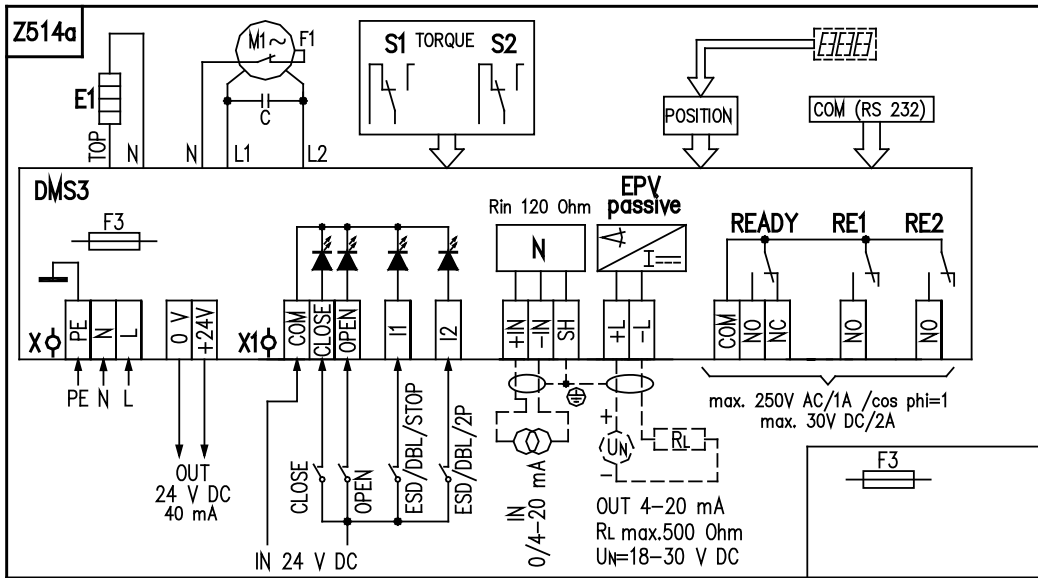 Z514a
M1 ~
F1
E1
C
TOP
N
N
L1
L2
S1 TORQUE S2
POSITION
COM (RS 232)
DMS3
F3
Rin 120 Ohm
N
EPV
passive
I
READY RE1 RE2
X
PE
N
L
0 V
+24V
X1
COM
CLOSE
OPEN
I1
I2
+IN
-IN
SH
+L
-L
COM
NO
NC
NO
NO
PE N L
OUT
24 V DC
40 mA
CLOSE
OPEN
ESD/DBL/STOP
ESD/DBL/2P
IN 24 V DC
IN
0/4-20 mA
+
UN
-
RL
OUT 4-20 mA
RL max.500 Ohm
UN=18-30 V DC
max. 250V AC/1A /cos phi=1
max. 30V DC/2A
F3